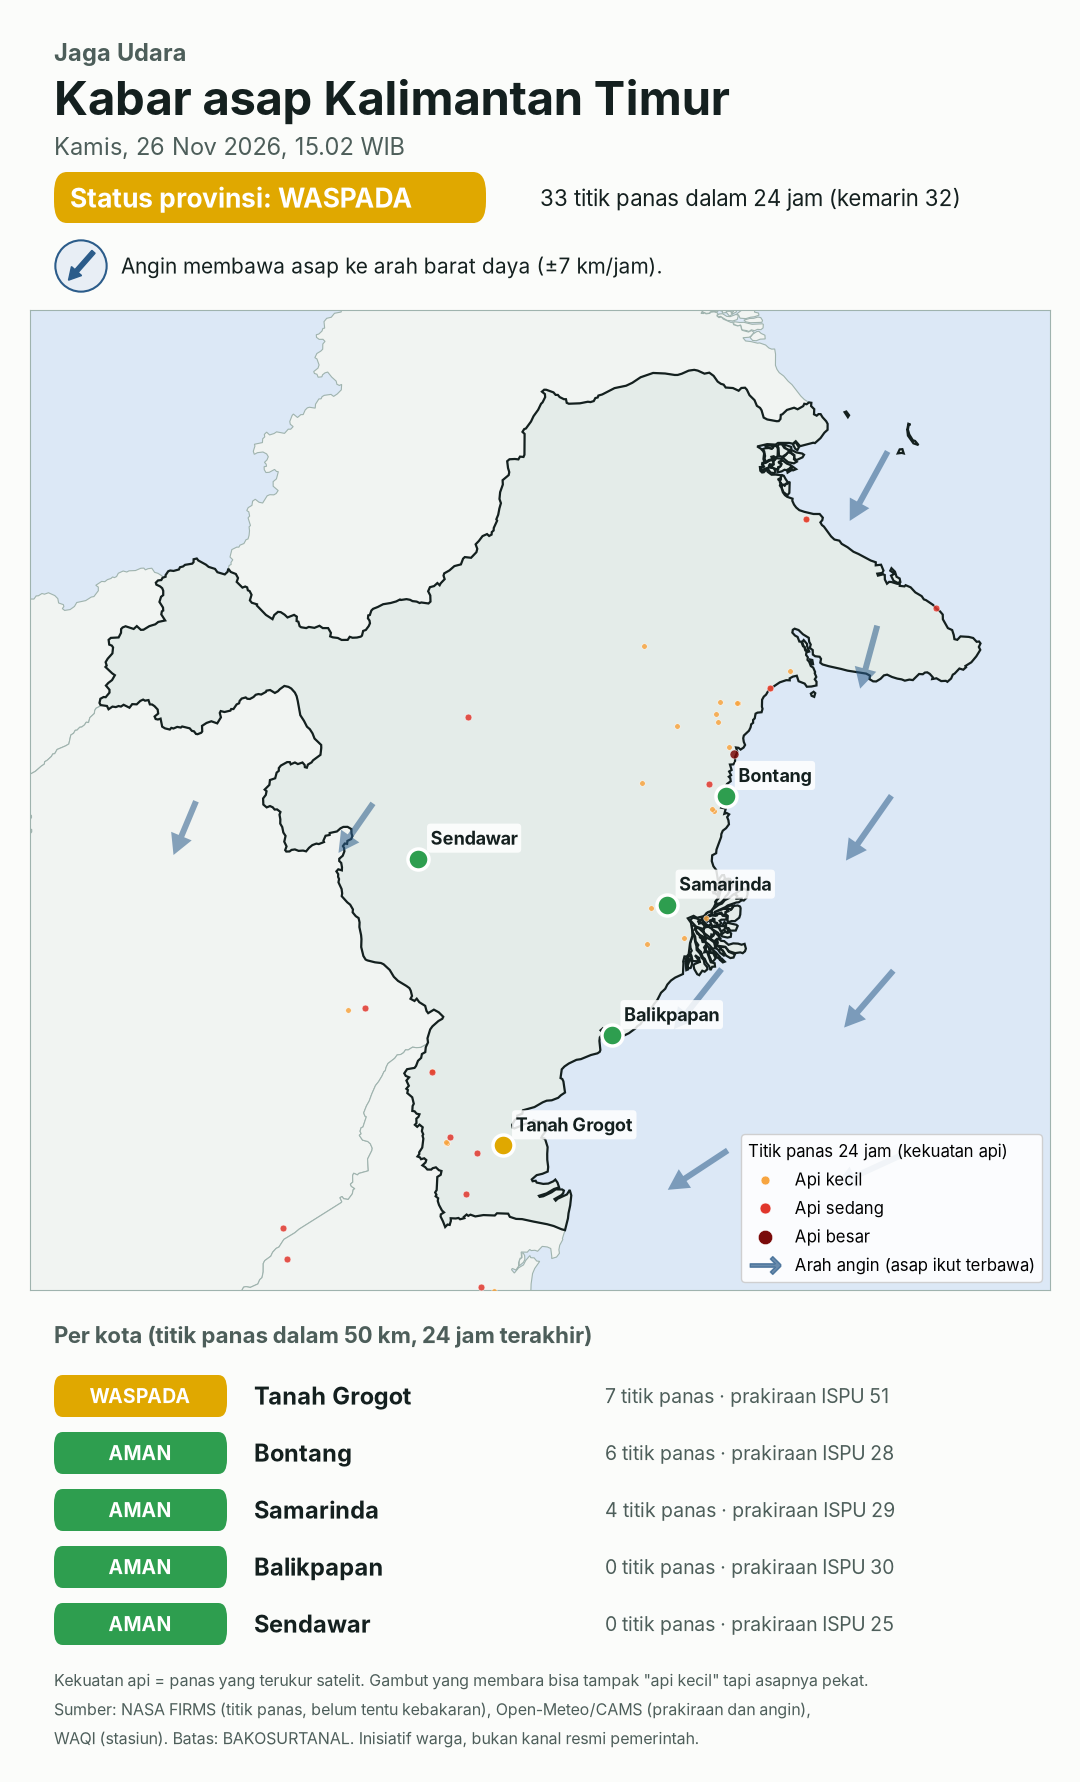 Jaga Udara
Kabar asap Kalimantan Timur
Kamis, 26 Nov 2026, 15.02 WIB
Status provinsi: WASPADA
33 titik panas dalam 24 jam (kemarin 32)
Angin membawa asap ke arah barat daya (±7 km/jam).
Bontang
Sendawar
Samarinda
Balikpapan
Tanah Grogot
Titik panas 24 jam (kekuatan api)
Api kecil
Api sedang
Api besar
Arah angin (asap ikut terbawa)
Per kota (titik panas dalam 50 km, 24 jam terakhir)
WASPADA Tanah Grogot 7 titik panas · prakiraan ISPU 51
AMAN Bontang 6 titik panas · prakiraan ISPU 28
AMAN Samarinda 4 titik panas · prakiraan ISPU 29
AMAN Balikpapan 0 titik panas · prakiraan ISPU 30
AMAN Sendawar 0 titik panas · prakiraan ISPU 25
Kekuatan api = panas yang terukur satelit. Gambut yang membara bisa tampak "api kecil" tapi asapnya pekat.
Sumber: NASA FIRMS (titik panas, belum tentu kebakaran), Open-Meteo/CAMS (prakiraan dan angin),
WAQI (stasiun). Batas: BAKOSURTANAL. Inisiatif warga, bukan kanal resmi pemerintah.